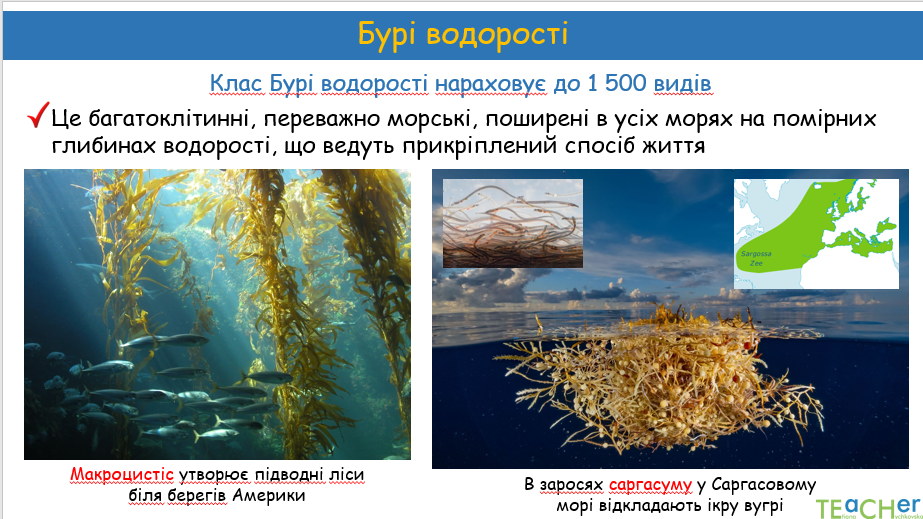 Бурі водорості
Клас Бурі водорості нараховує до 1 500 видів
Це багатоклітинні, переважно морські, поширені в усіх морях на помірних
глибинах водорості, що ведуть прикріплений спосіб життя
Sargossa
Zee
Макроцистіс утворює підводні ліси
біля берегів Америки
В заросях саргасуму у Саргасовому
морі відкладають ікру вугрі
TEaCHer